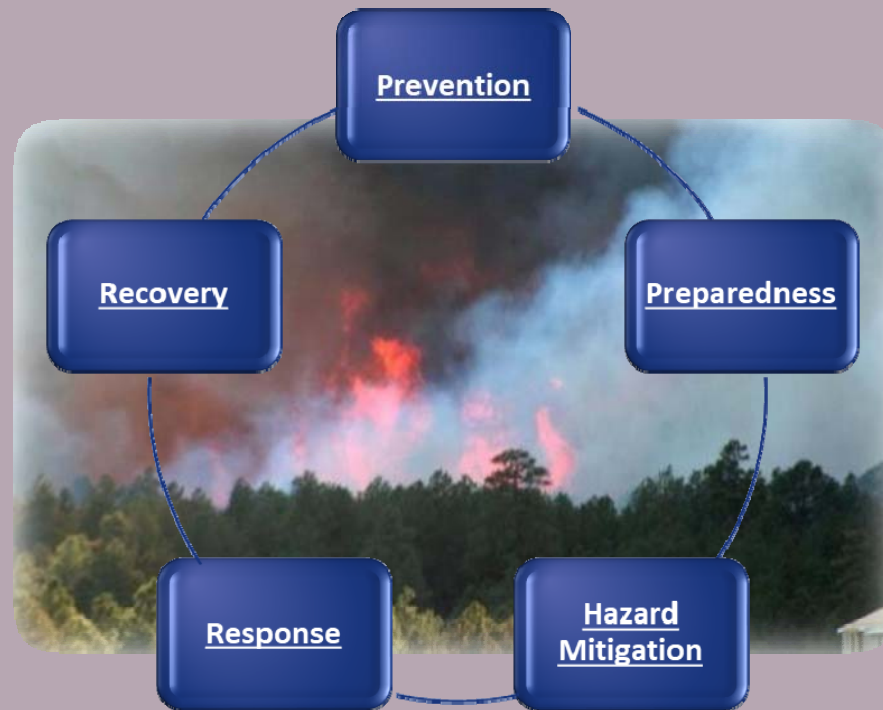 Prevention
Preparedness
Hazard
Mitigation
Response
Recovery